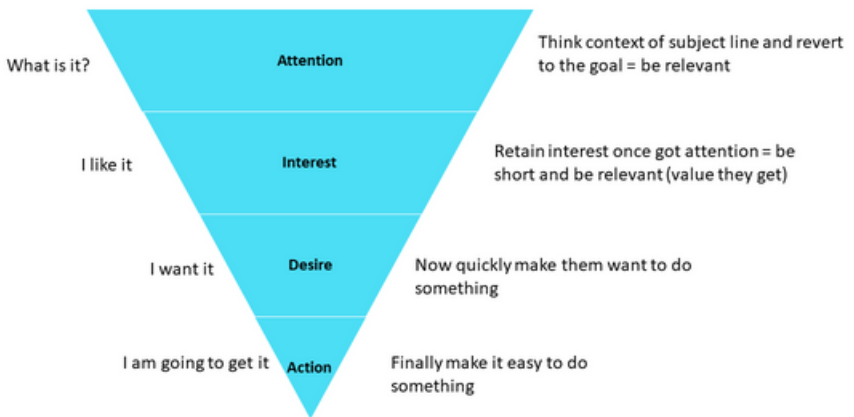 What is it?
Attention
Think context of subject line and revert
to the goal = be relevant
I like it
Interest
Retain interest once got attention = be
short and be relevant (value they get)
I want it
Desire
Now quickly make them want to do
something
I am going to get it
Action
Finally make it easy to do
something